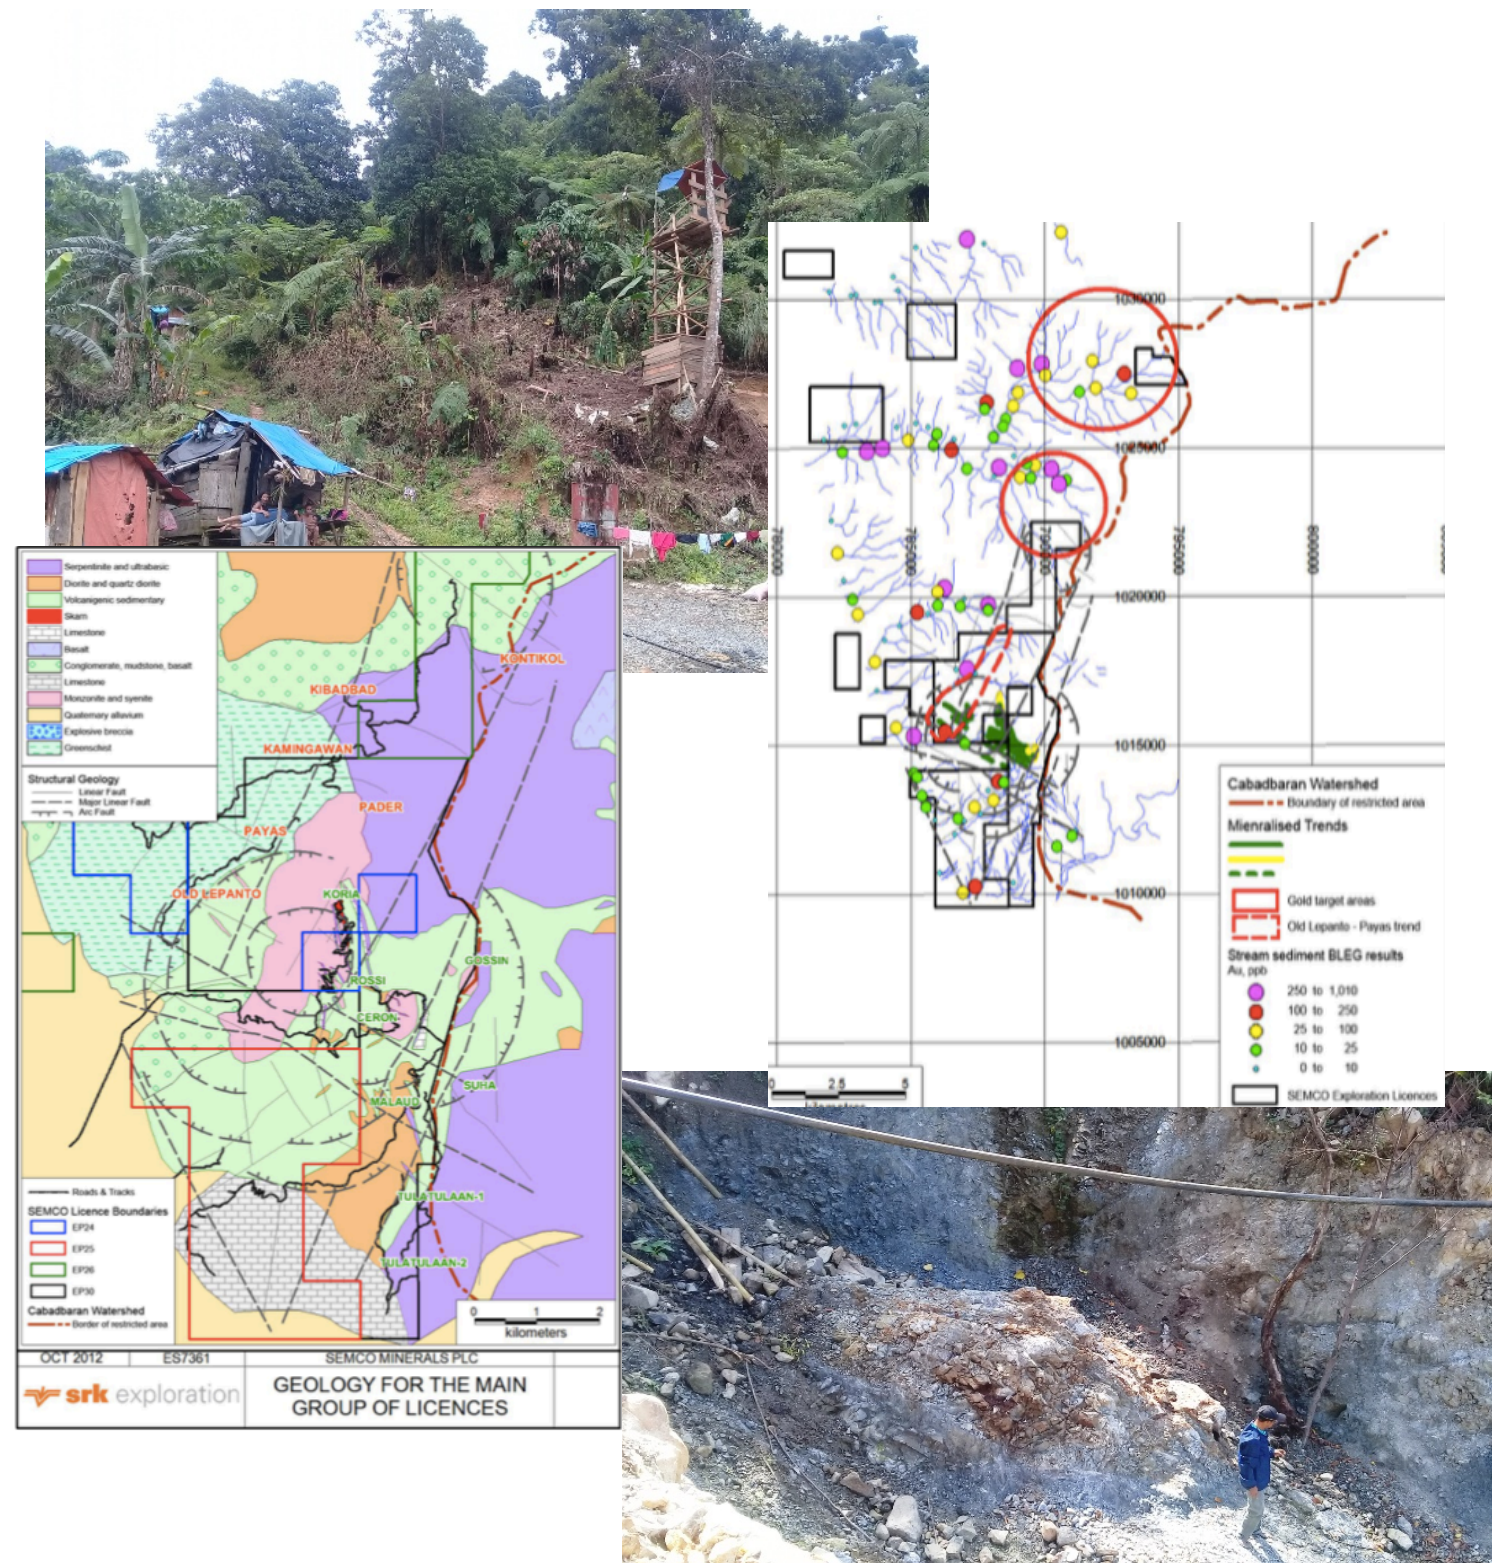 Serpentinite and ultrabasic
Diorite and quartz diorite
Volcanigenic sedimentary
Skarn
Limestone
Basalt
Conglomerate, mudstone, basalt
Limestone
Monzonite and syenite
Quaternary alluvium
Explosive breccia
Greenschist
Structural Geology
Linear Fault
Major Linear Fault
Arc Fault
KONTIKOL
KIBADBAD
KAMINGAWAN
PADER
PAYAS
OLD LEPANTO
KORIA
GOSSIN
ROSSI
CERON
SUHA
MALAUD
TULATULAAN-1
TULATULAAN-2
Roads & Tracks
SEMCO Licence Boundaries
EP24
EP25
EP26
EP30
Cabadbaran Watershed
Border of restricted area
0 1 2
kilometers
OCT 2012 ES7361 SEMCO MINERALS PLC
srk exploration
GEOLOGY FOR THE MAIN
GROUP OF LICENCES
1030000
1025000
795000
1020000
1015000
1010000
1005000
Cabadbaran Watershed
Boundary of restricted area
Mienralised Trends
Gold target areas
Old Lepanto - Payas trend
Stream sediment BLEG results
Au, ppb
250 to 1,010
100 to 250
25 to 100
10 to 25
0 to 10
SEMCO Exploration Licences
0 2.5 5